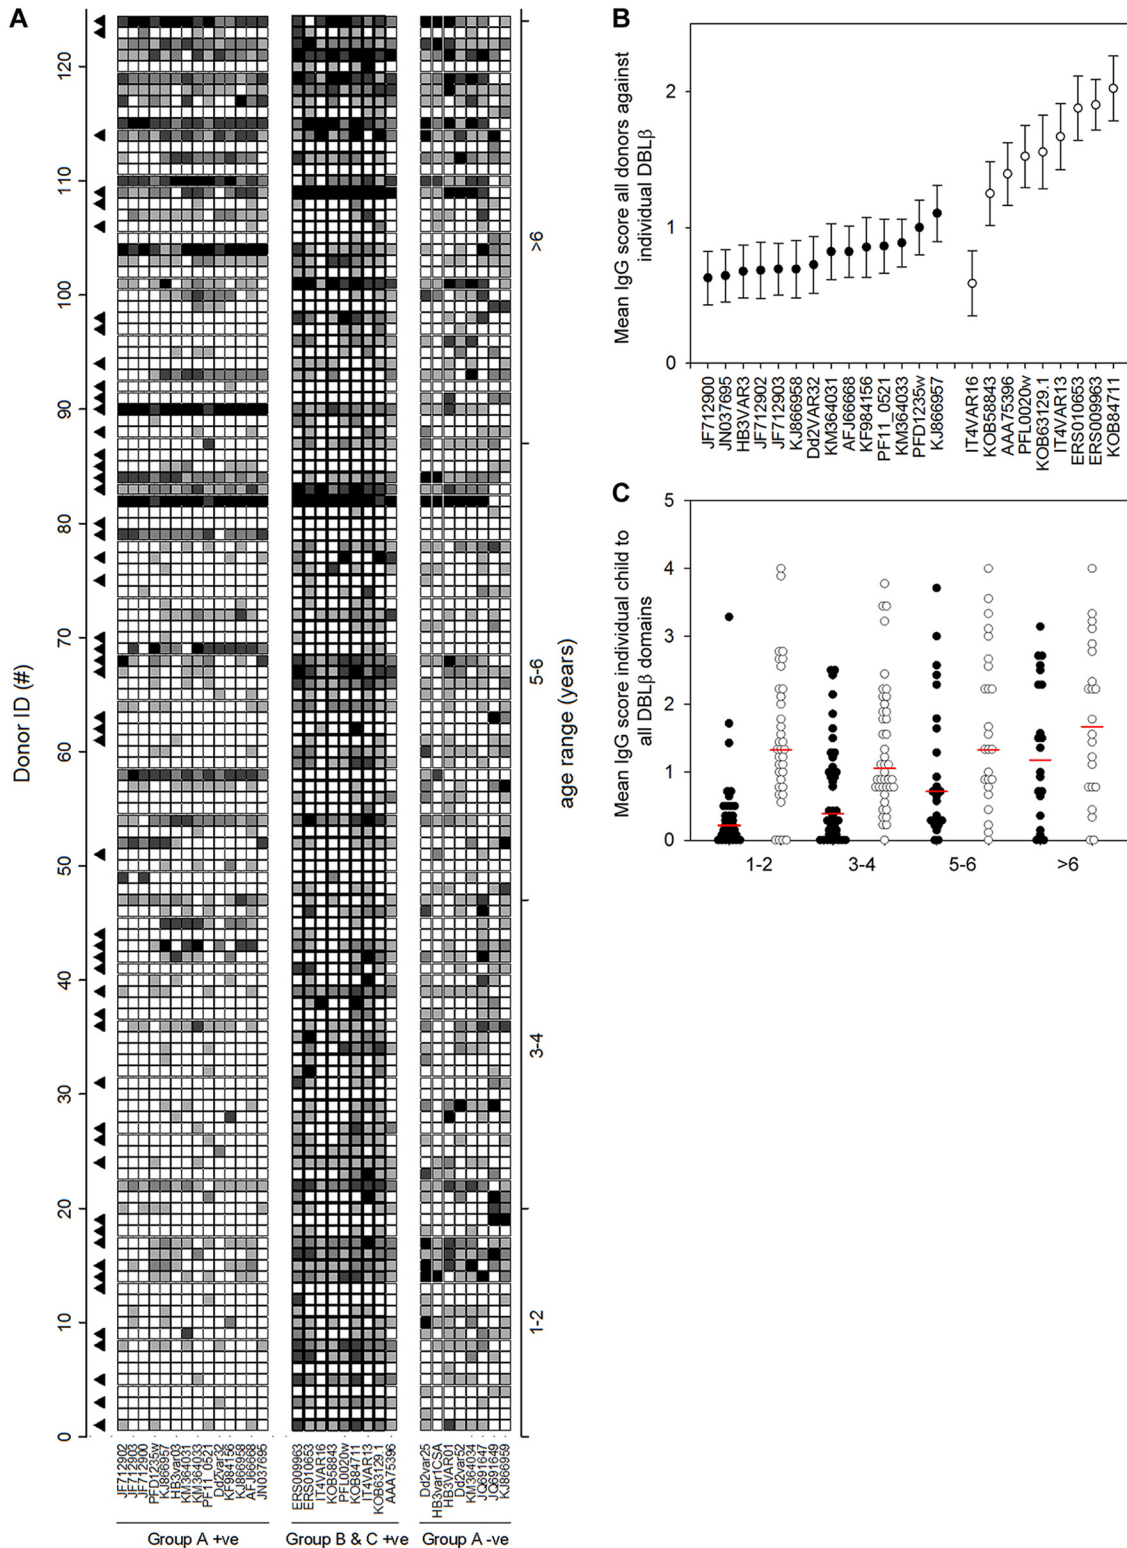 A
Donor ID (#)
0
10
20
30
40
50
60
70
80
90
100
110
120
JF712902
JF712903
JF712900
PFD1235w
KJ866957
HB3var03
KM364031
KM364033
PF11_0521
Dd2var32
KF984156
KJ866958
AFJ66668
JN037695
Group A +ve
ERS009963
ERS010653
IT4VAR16
KOB58843
PFL0020w
KOB84711
IT4VAR13
KOB63129.1
AAA75396
Group B & C +ve
Dd2var25
HB3var1CSA
HB3VAR01
Dd2var52
KM364034
JQ691647
JQ691649
KJ866959
Group A -ve
age range (years)
1-2
3-4
5-6
>6
B
Mean IgG score all donors against
individual DBLβ
2
1
0
JF712900
JN037695
HB3VAR3
JF712902
JF712903
KJ866958
Dd2VAR32
KM364031
AFJ66668
KF984156
PF11_0521
KM364033
PFD1235w
KJ866957
IT4VAR16
KOB58843
AAA75396
PFL0020w
KOB63129.1
IT4VAR13
ERS010653
ERS009963
KOB84711
C
Mean IgG score individual child to
all DBLβ domains
5
4
3
2
1
0
1-2
3-4
5-6
>6